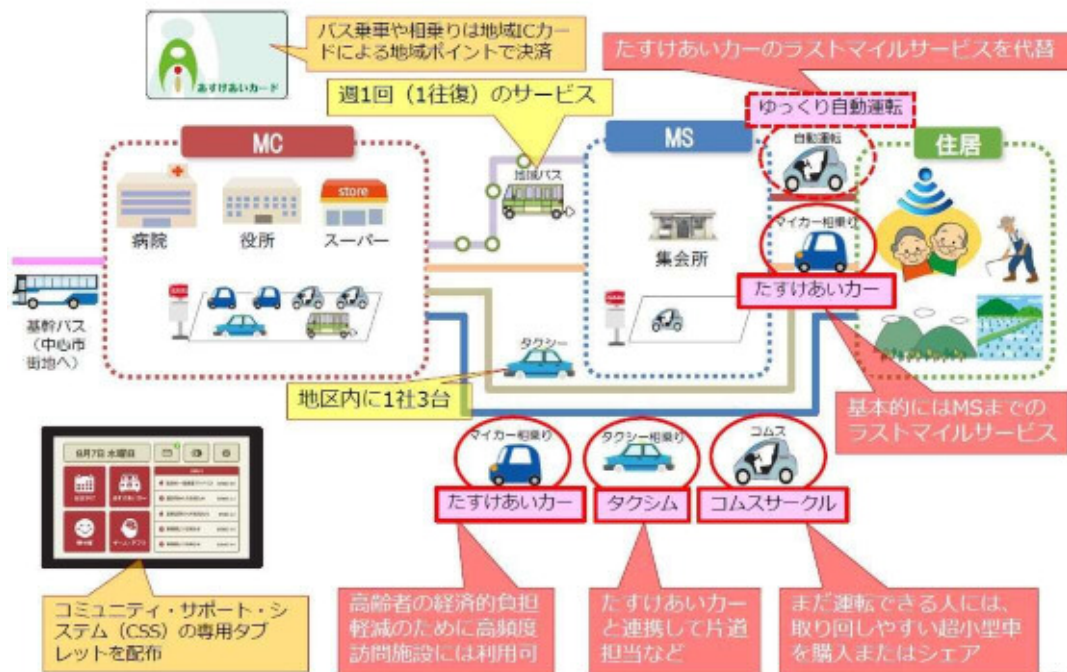 バス乗車や相乗りは地域ICカ
ードによる地域ポイントで決済
たすけあいカーのラストマイルサービスを代替
あすけあいカード
週1回（1往復）のサービス
ゆっくり自動運転
MC
MS
自動運転
住居
地域バス
store
病院
役所
スーパー
集会所
マイカー相乗り
たすけあいカー
基幹バス
（中心市
街地へ）
タクシー
地区内に1社3台
基本的にはMSまでの
ラストマイルサービス
9月7日 水曜日
マイカー相乗り
タクシー相乗り
コムス
たすけあいカー
タクシム
コムスサークル
コミュニティ・サポート・シ
ステム（CSS）の専用タブ
レットを配布
高齢者の経済的負担
軽減のために高頻度
訪問施設には利用可
たすけあいカー
と連携して片道
担当など
まだ運転できる人には、
取り回しやすい超小型車
を購入またはシェア